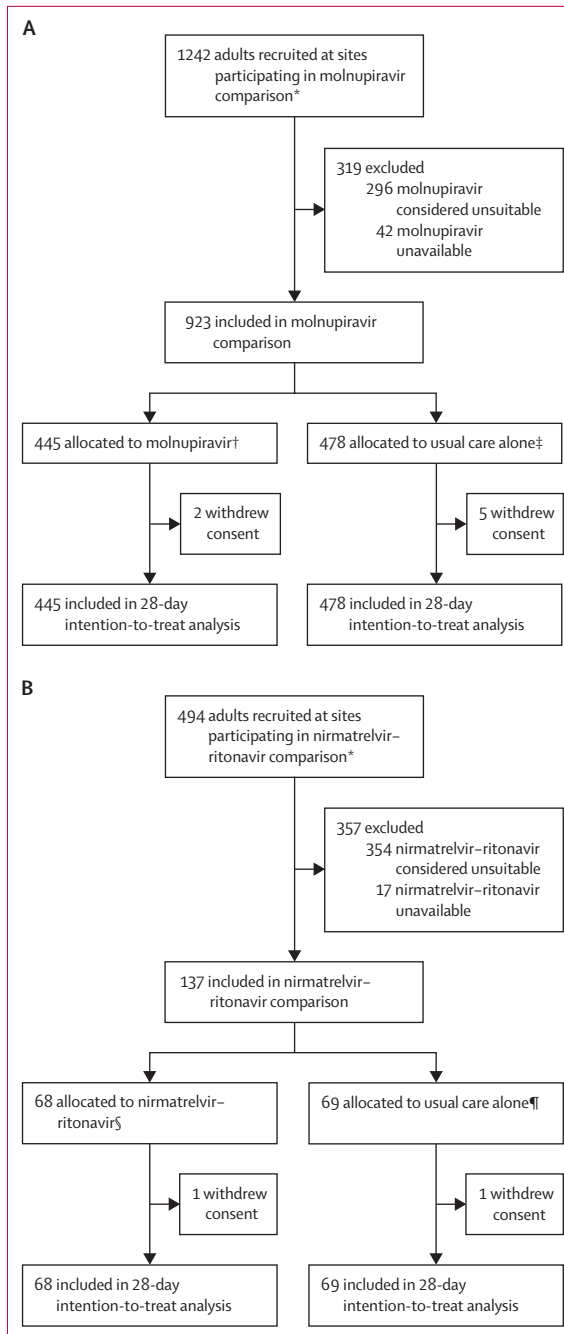 A
1242 adults recruited at sites
participating in molnupiravir
comparison*
319 excluded
296 molnupiravir
considered unsuitable
42 molnupiravir
unavailable
923 included in molnupiravir
comparison
445 allocated to molnupiravir†
478 allocated to usual care alone‡
2 withdrew
consent
5 withdrew
consent
445 included in 28-day
intention-to-treat analysis
478 included in 28-day
intention-to-treat analysis
B
494 adults recruited at sites
participating in nirmatrelvir–
ritonavir comparison*
357 excluded
354 nirmatrelvir–ritonavir
considered unsuitable
17 nirmatrelvir–ritonavir
unavailable
137 included in nirmatrelvir–
ritonavir comparison
68 allocated to nirmatrelvir–
ritonavir§
69 allocated to usual care alone¶
1 withdrew
consent
1 withdrew
consent
68 included in 28-day
intention-to-treat analysis
69 included in 28-day
intention-to-treat analysis